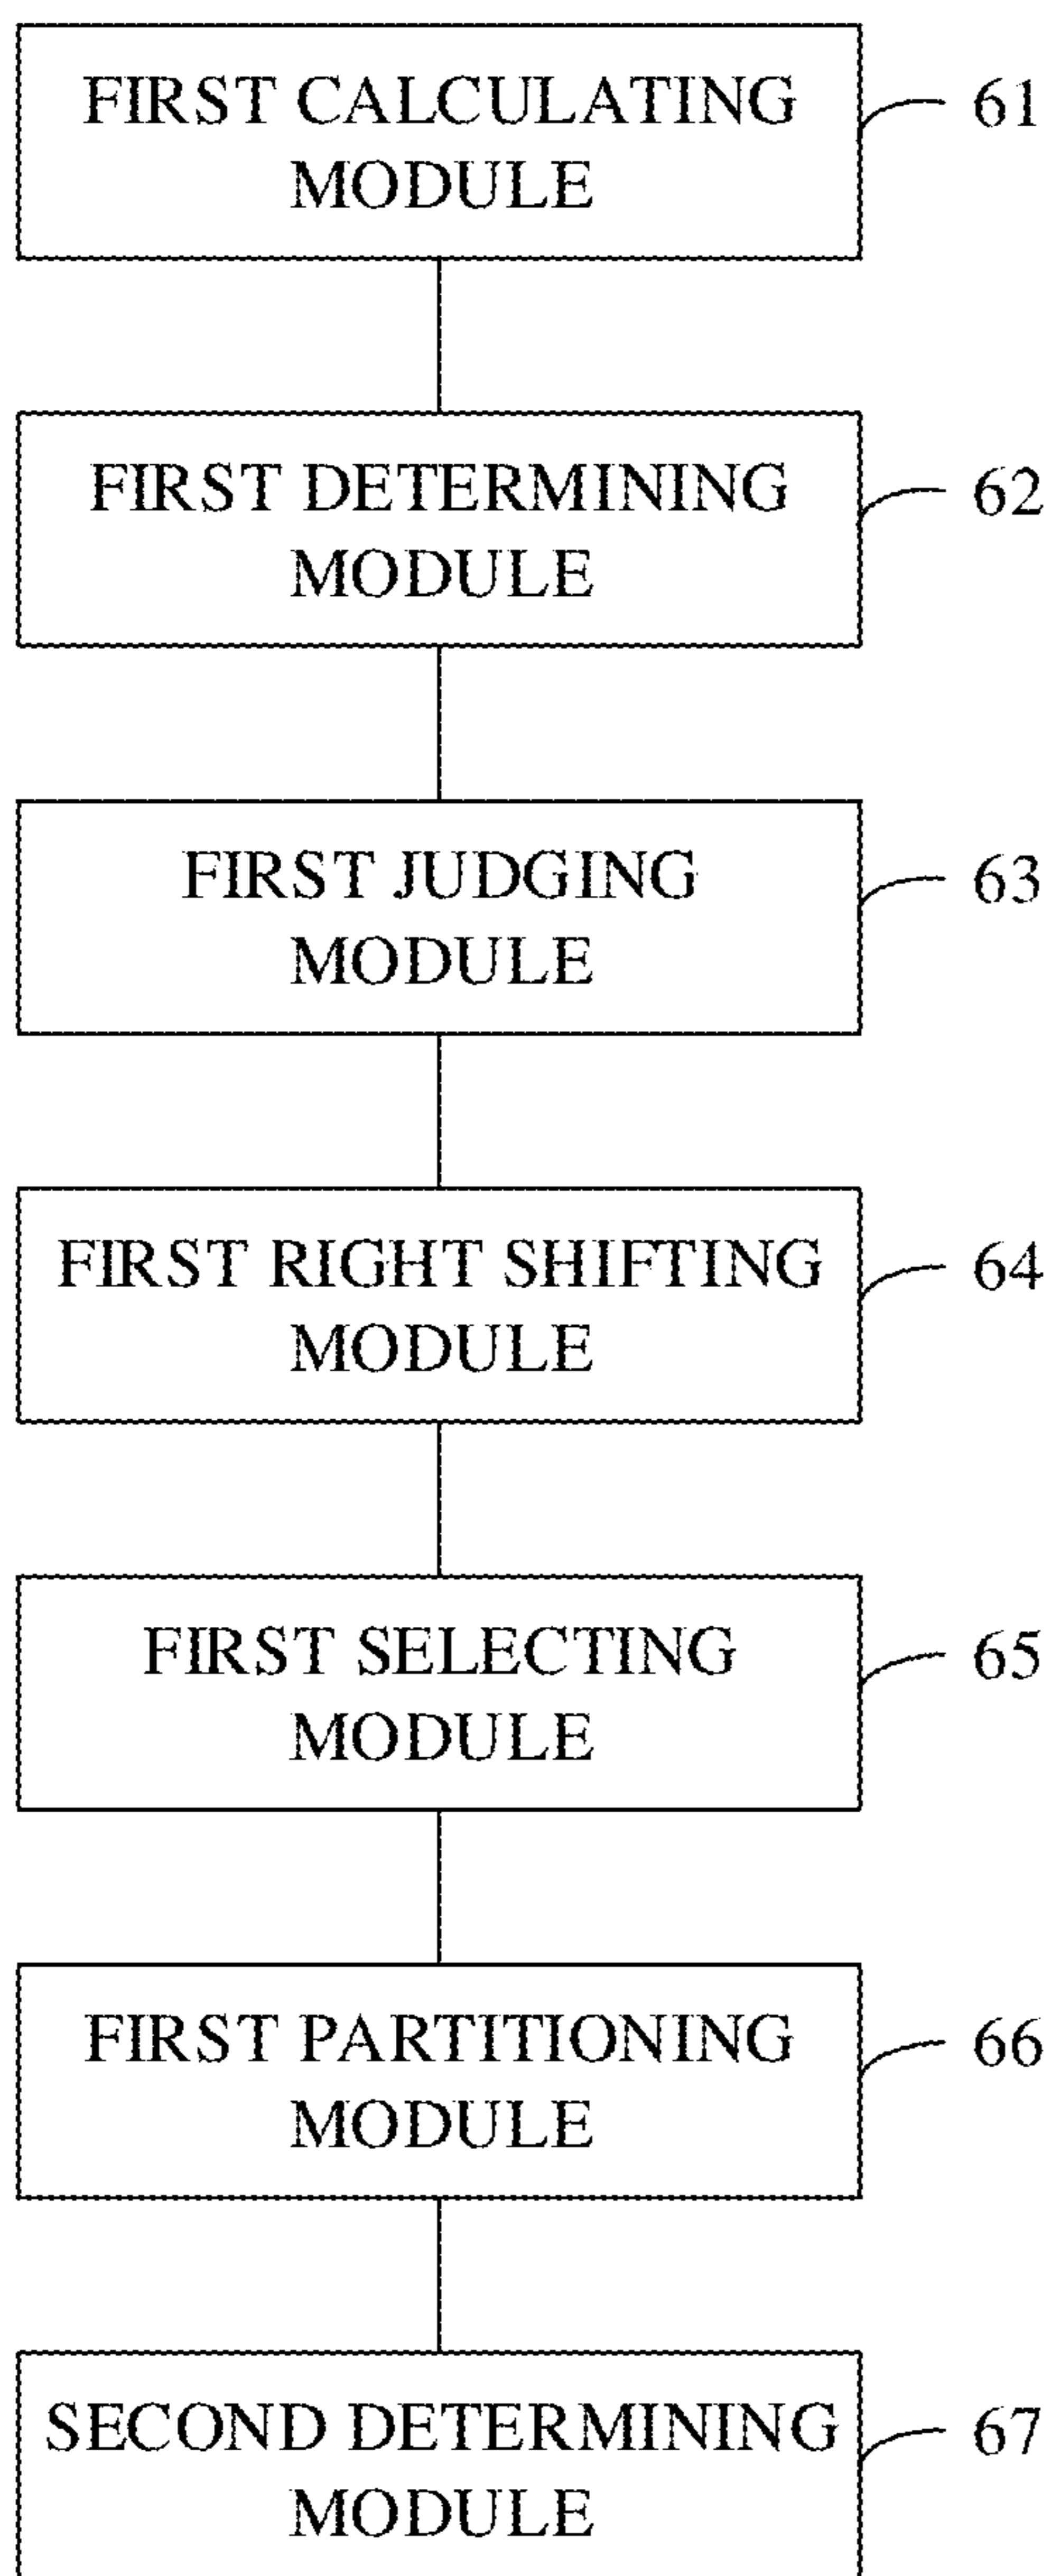 FIRST CALCULATING
MODULE
61
FIRST DETERMINING
MODULE
62
FIRST JUDGING
MODULE
63
FIRST RIGHT SHIFTING
MODULE
64
FIRST SELECTING
MODULE
65
FIRST PARTITIONING
MODULE
66
SECOND DETERMINING
MODULE
67